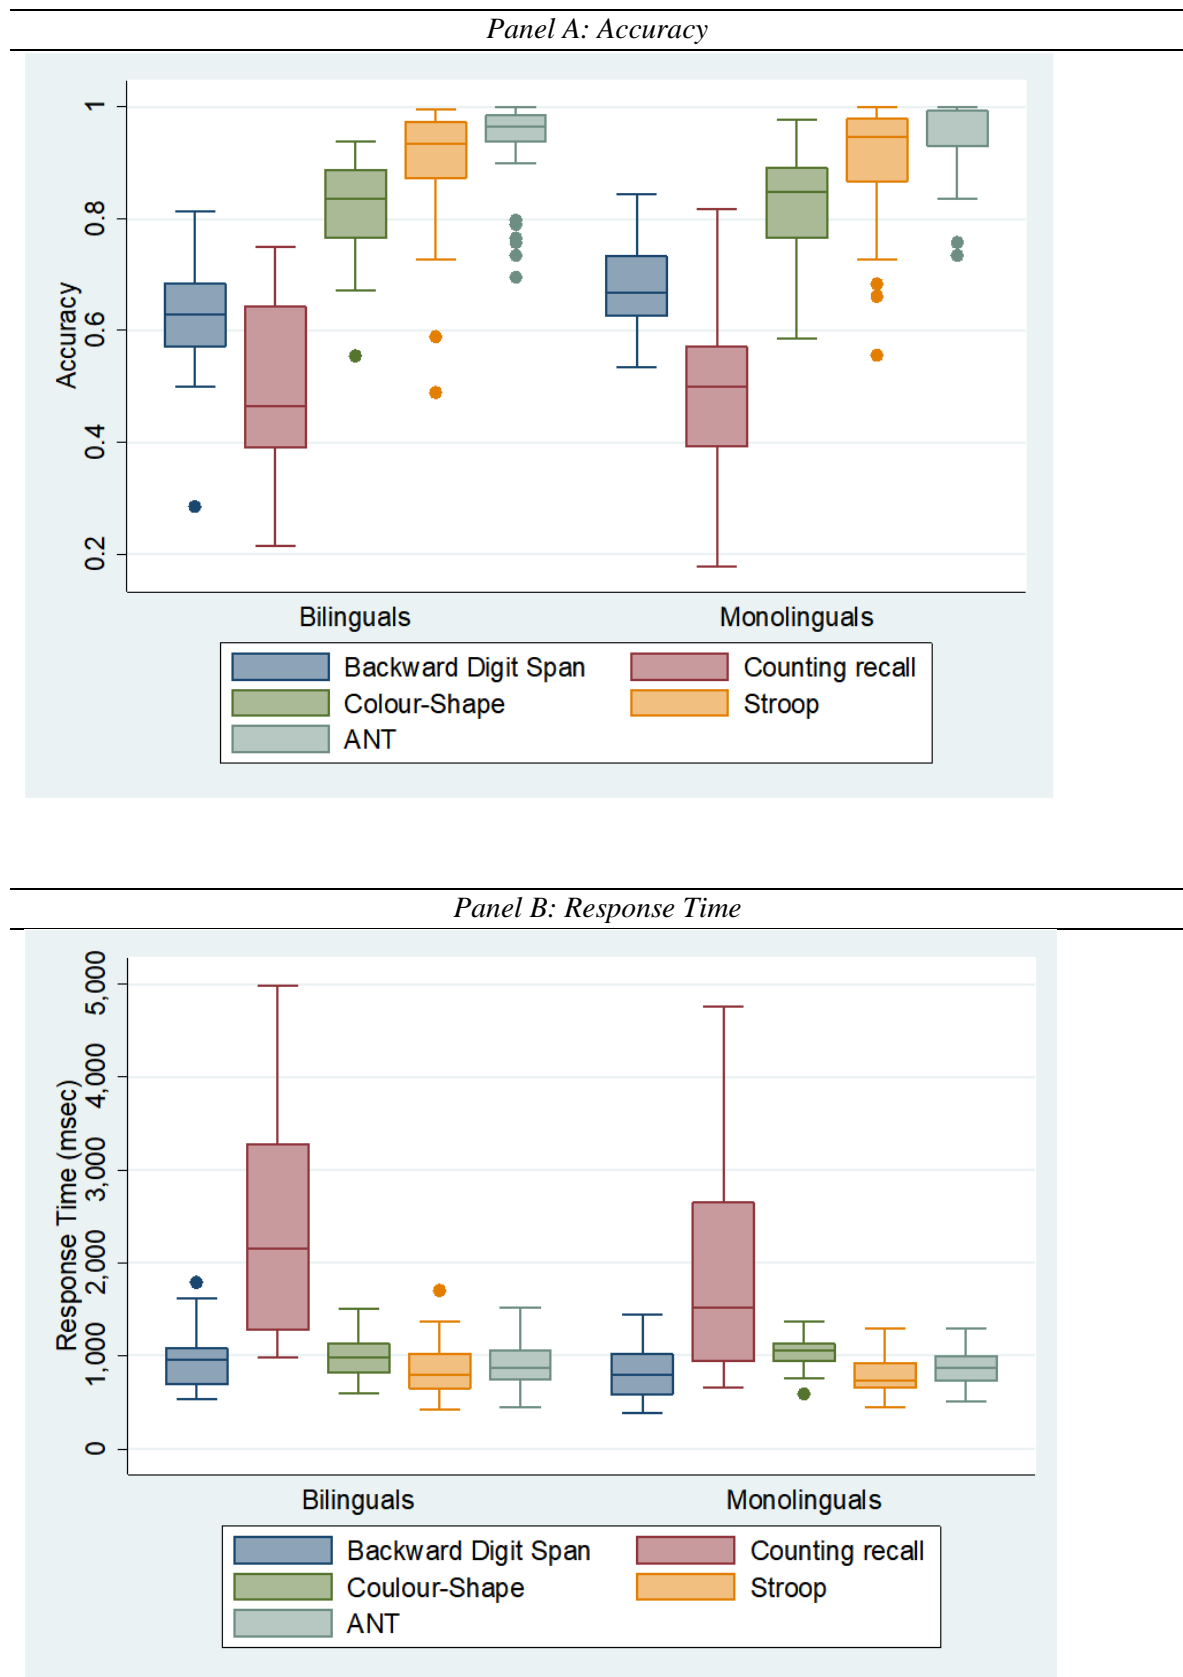 Panel A: Accuracy
1
0.8
0.6
0.4
0.2
Accuracy
Bilinguals Monolinguals
Backward Digit Span Counting recall
Colour-Shape Stroop
ANT
Panel B: Response Time
5,000
4,000
3,000
2,000
1,000
0
Response Time (msec)
Bilinguals Monolinguals
Backward Digit Span Counting recall
Coulour-Shape Stroop
ANT